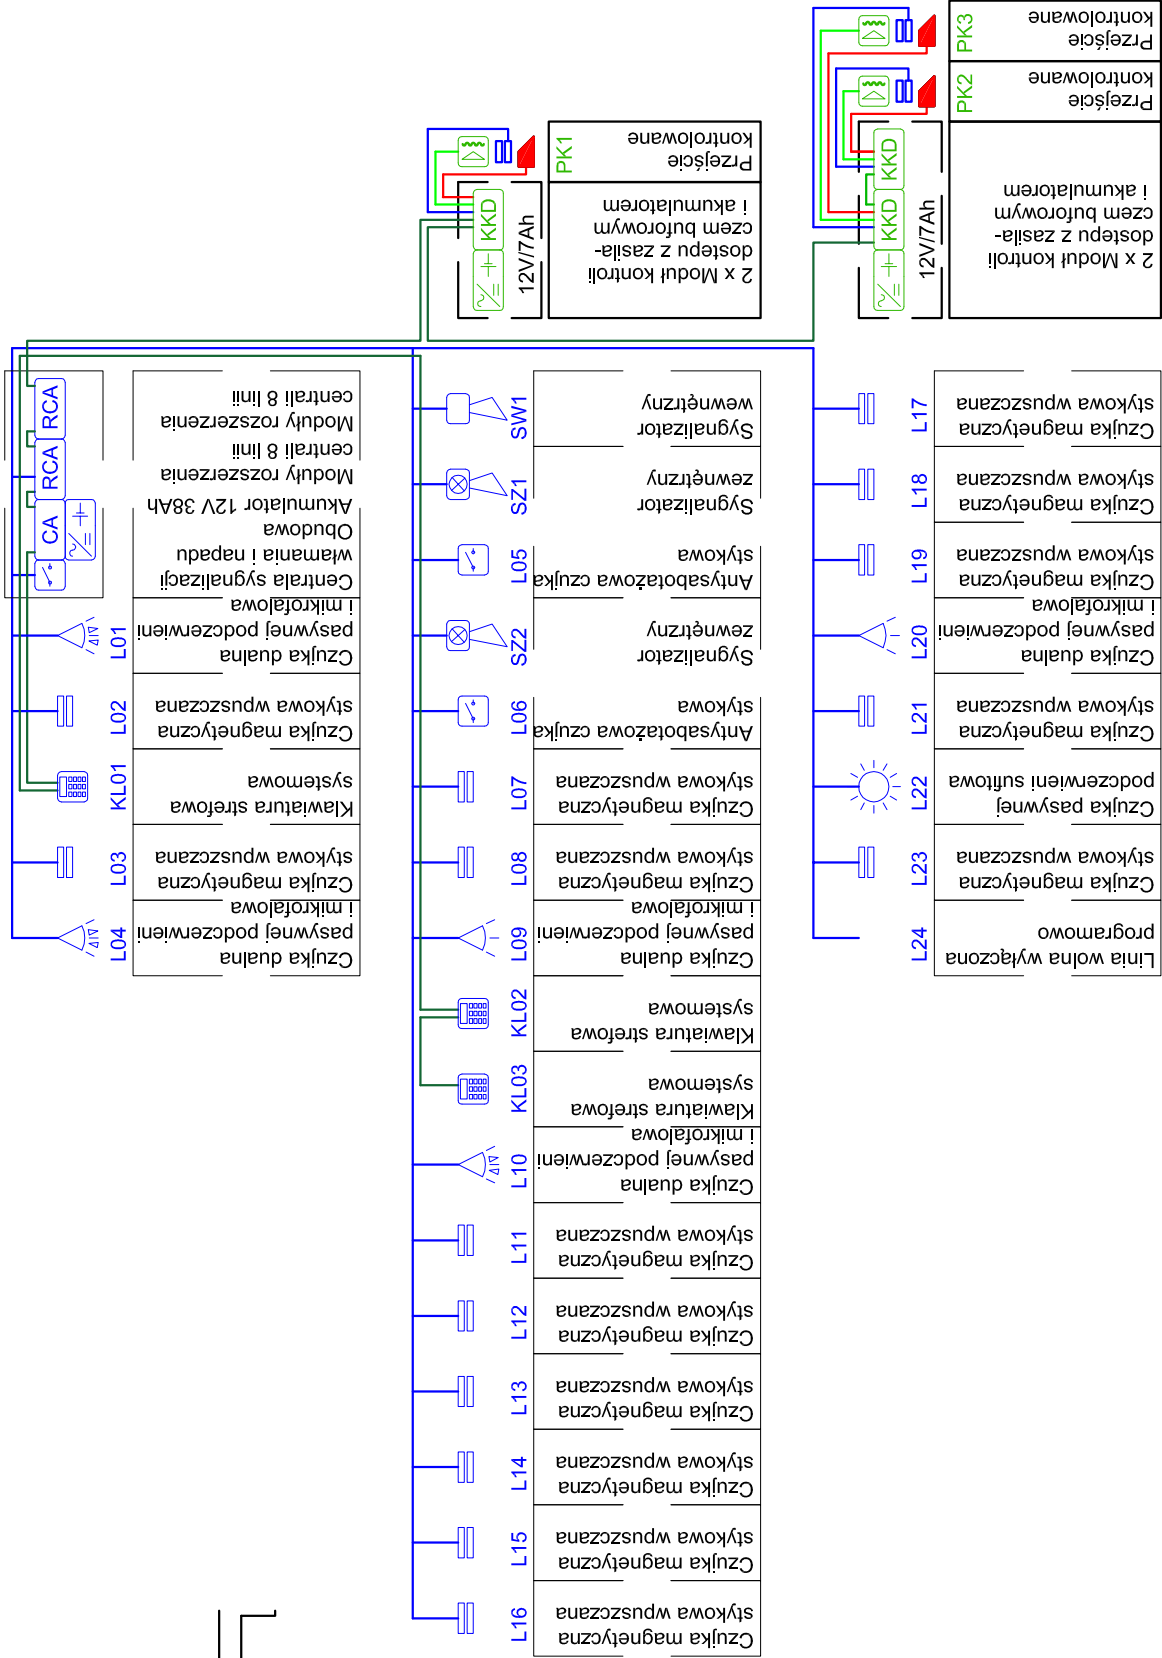 PK1
Przejście
kontrolowane
KKD
12V/7Ah
2 x Moduł kontroli
dostępu z zasila-
czem buforowym
i akumulatorem
PK3
Przejście
kontrolowane
PK2
Przejście
kontrolowane
KKD
KKD
12V/7Ah
2 x Moduł kontroli
dostępu z zasila-
czem buforowym
i akumulatorem
RCA
Moduły rozszerzenia
centrali 8 linii
RCA
Moduły rozszerzenia
centrali 8 linii
CA
Centrala sygnalizacji
włamania i napadu
Obudowa
Akumulator 12V 38Ah
L01
Czujka dualna
pasywnej podczerwieni
i mikrofalowa
L02
Czujka magnetyczna
stykowa wpuszczana
KL01
Klawiatura strefowa
systemowa
L03
Czujka magnetyczna
stykowa wpuszczana
L04
Czujka dualna
pasywnej podczerwieni
i mikrofalowa
SW1
Sygnalizator
wewnętrzny
SZ1
Sygnalizator
zewnętrzny
L05
Antysabotażowa czujka
stykowa
SZ2
Sygnalizator
zewnętrzny
L06
Antysabotażowa czujka
stykowa
L07
Czujka magnetyczna
stykowa wpuszczana
L08
Czujka magnetyczna
stykowa wpuszczana
L09
Czujka dualna
pasywnej podczerwieni
i mikrofalowa
KL02
Klawiatura strefowa
systemowa
KL03
Klawiatura strefowa
systemowa
L10
Czujka dualna
pasywnej podczerwieni
i mikrofalowa
L11
Czujka magnetyczna
stykowa wpuszczana
L12
Czujka magnetyczna
stykowa wpuszczana
L13
Czujka magnetyczna
stykowa wpuszczana
L14
Czujka magnetyczna
stykowa wpuszczana
L15
Czujka magnetyczna
stykowa wpuszczana
L16
Czujka magnetyczna
stykowa wpuszczana
L17
Czujka magnetyczna
stykowa wpuszczana
L18
Czujka magnetyczna
stykowa wpuszczana
L19
Czujka magnetyczna
stykowa wpuszczana
L20
Czujka dualna
pasywnej podczerwieni
i mikrofalowa
L21
Czujka magnetyczna
stykowa wpuszczana
L22
Czujka pasywnej
podczerwieni sufitowa
L23
Czujka magnetyczna
stykowa wpuszczana
L24
Linia wolna wyłączona
programowo